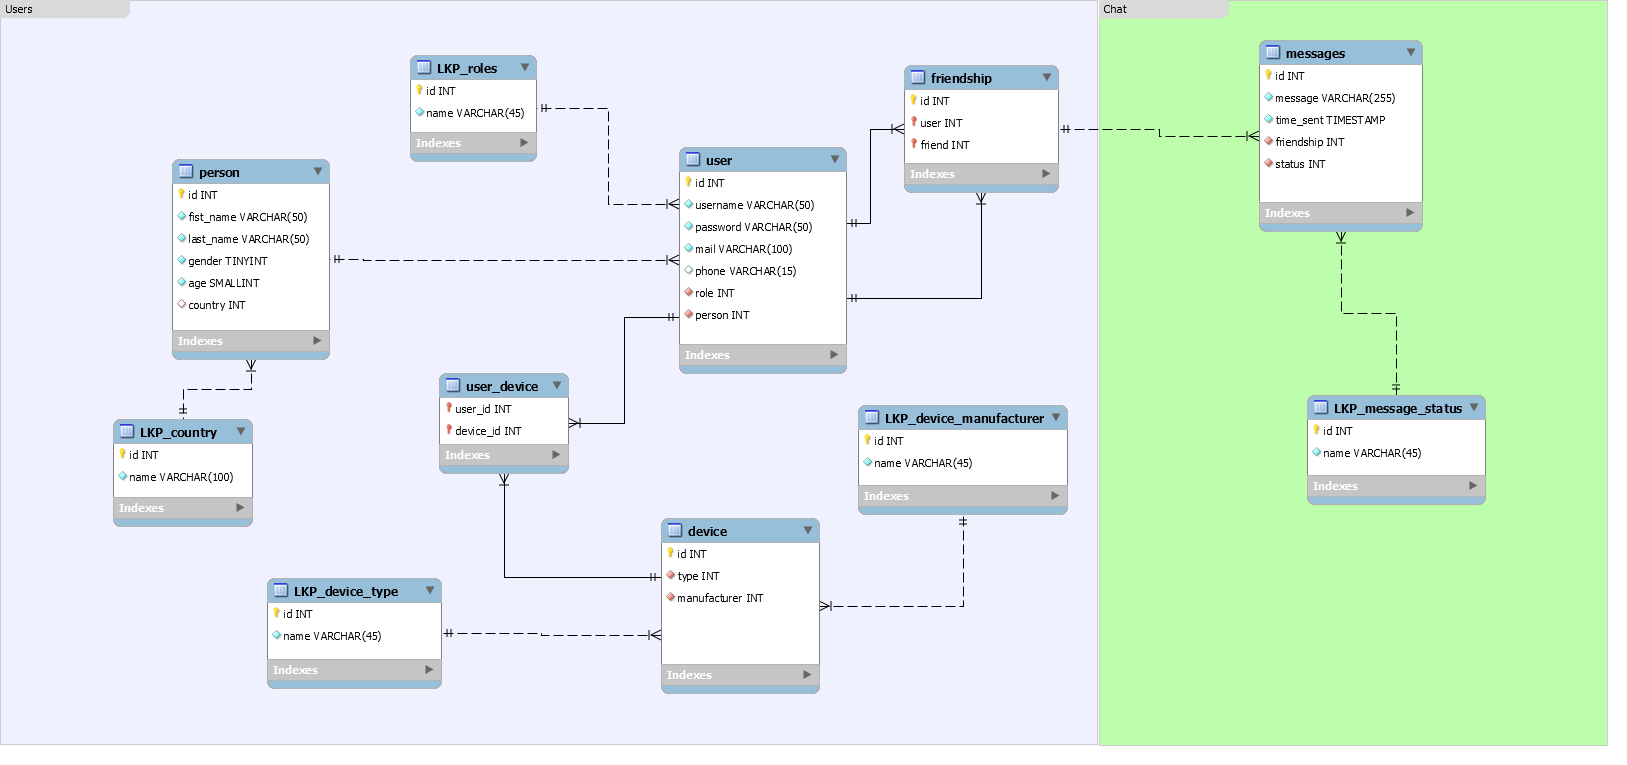 Users
LKP_roles
id INT
name VARCHAR(45)
Indexes
person
id INT
fist_name VARCHAR(50)
last_name VARCHAR(50)
gender TINYINT
age SMALLINT
country INT
Indexes
user
id INT
username VARCHAR(50)
password VARCHAR(50)
mail VARCHAR(100)
phone VARCHAR(15)
role INT
person INT
Indexes
friendship
id INT
user INT
friend INT
Indexes
user_device
user_id INT
device_id INT
Indexes
LKP_country
id INT
name VARCHAR(100)
Indexes
LKP_device_manufacturer
id INT
name VARCHAR(45)
Indexes
device
id INT
type INT
manufacturer INT
Indexes
LKP_device_type
id INT
name VARCHAR(45)
Indexes
Chat
messages
id INT
message VARCHAR(255)
time_sent TIMESTAMP
friendship INT
status INT
Indexes
LKP_message_status
id INT
name VARCHAR(45)
Indexes